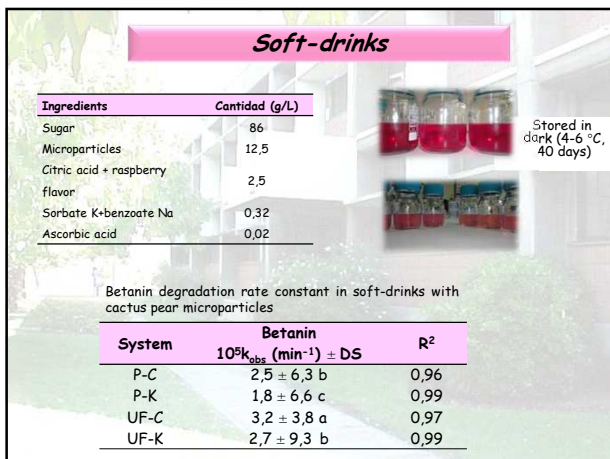 Soft-drinks
Ingredients Cantidad (g/L)
Sugar 86
Microparticles 12,5
Citric acid + raspberry
flavor 2,5
Sorbate K+benzoate Na 0,32
Ascorbic acid 0,02
Stored in
dark (4-6 °C,
40 days)
Betanin degradation rate constant in soft-drinks with
cactus pear microparticles
System Betanin R²
10⁵k_obs (min⁻¹) ± DS
P-C 2,5 ± 6,3 b 0,96
P-K 1,8 ± 6,6 c 0,99
UF-C 3,2 ± 3,8 a 0,97
UF-K 2,7 ± 9,3 b 0,99